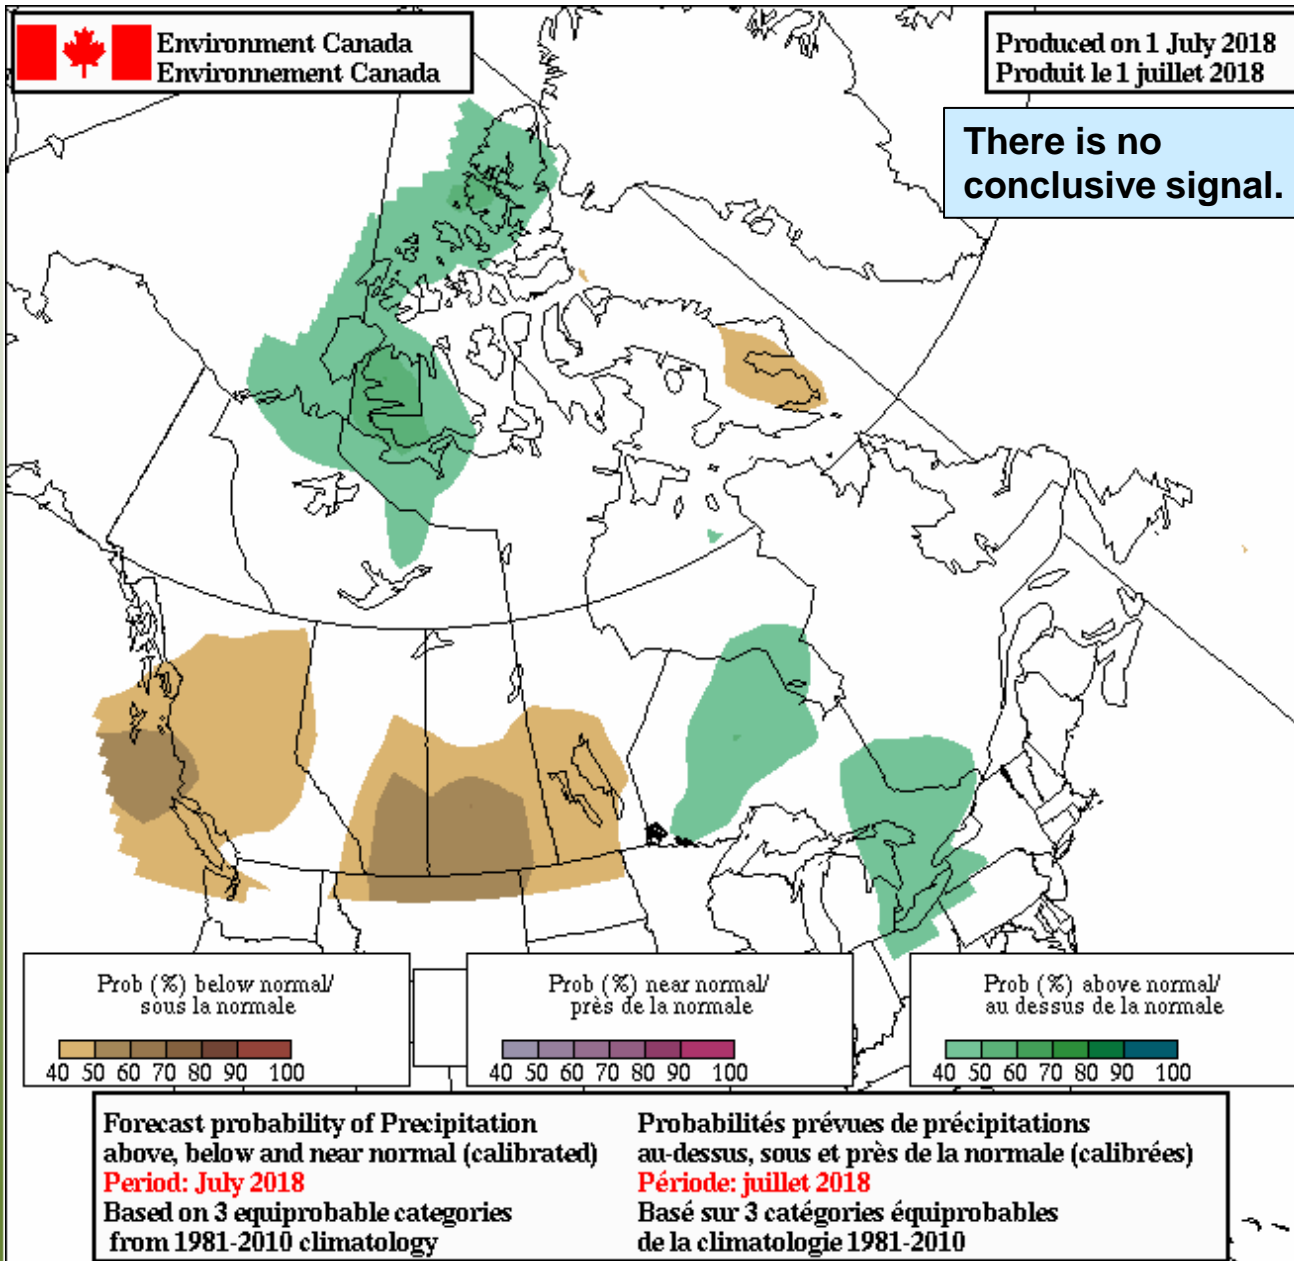 Environment Canada
Environnement Canada
Produced on 1 July 2018
Produit le 1 juillet 2018
There is no
conclusive signal.
Prob (%) below normal/
sous la normale
40 50 60 70 80 90 100
Prob (%) near normal/
près de la normale
40 50 60 70 80 90 100
Prob (%) above normal/
au dessus de la normale
40 50 60 70 80 90 100
Forecast probability of Precipitation
above, below and near normal (calibrated)
Period: July 2018
Based on 3 equiprobable categories
from 1981-2010 climatology
Probabilités prévues de précipitations
au-dessus, sous et près de la normale (calibrées)
Période: juillet 2018
Basé sur 3 catégories équiprobables
de la climatologie 1981-2010